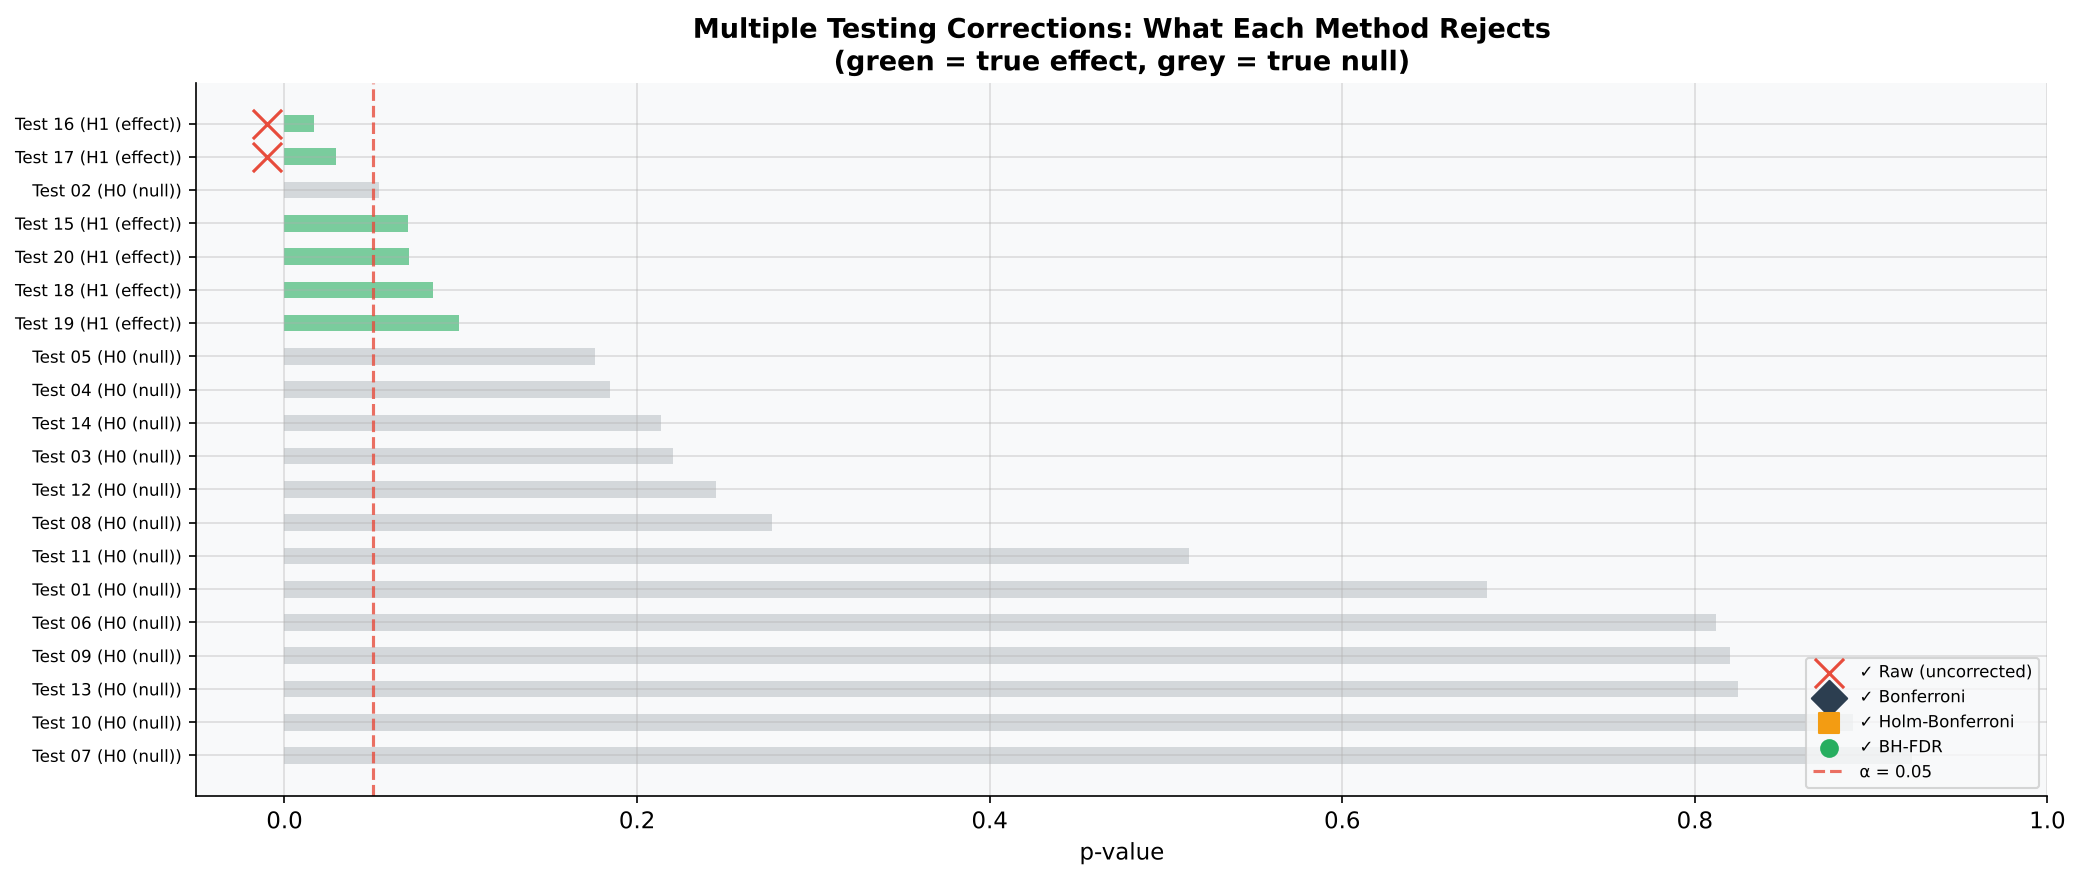 Multiple Testing Corrections: What Each Method Rejects
(green = true effect, grey = true null)
Test 16 (H1 (effect))
Test 17 (H1 (effect))
Test 02 (H0 (null))
Test 15 (H1 (effect))
Test 20 (H1 (effect))
Test 18 (H1 (effect))
Test 19 (H1 (effect))
Test 05 (H0 (null))
Test 04 (H0 (null))
Test 14 (H0 (null))
Test 03 (H0 (null))
Test 12 (H0 (null))
Test 08 (H0 (null))
Test 11 (H0 (null))
Test 01 (H0 (null))
Test 06 (H0 (null))
Test 09 (H0 (null))
Test 13 (H0 (null))
Test 10 (H0 (null))
Test 07 (H0 (null))
✓ Raw (uncorrected)
✓ Bonferroni
✓ Holm-Bonferroni
✓ BH-FDR
α = 0.05
0.0 0.2 0.4 0.6 0.8 1.0
p-value